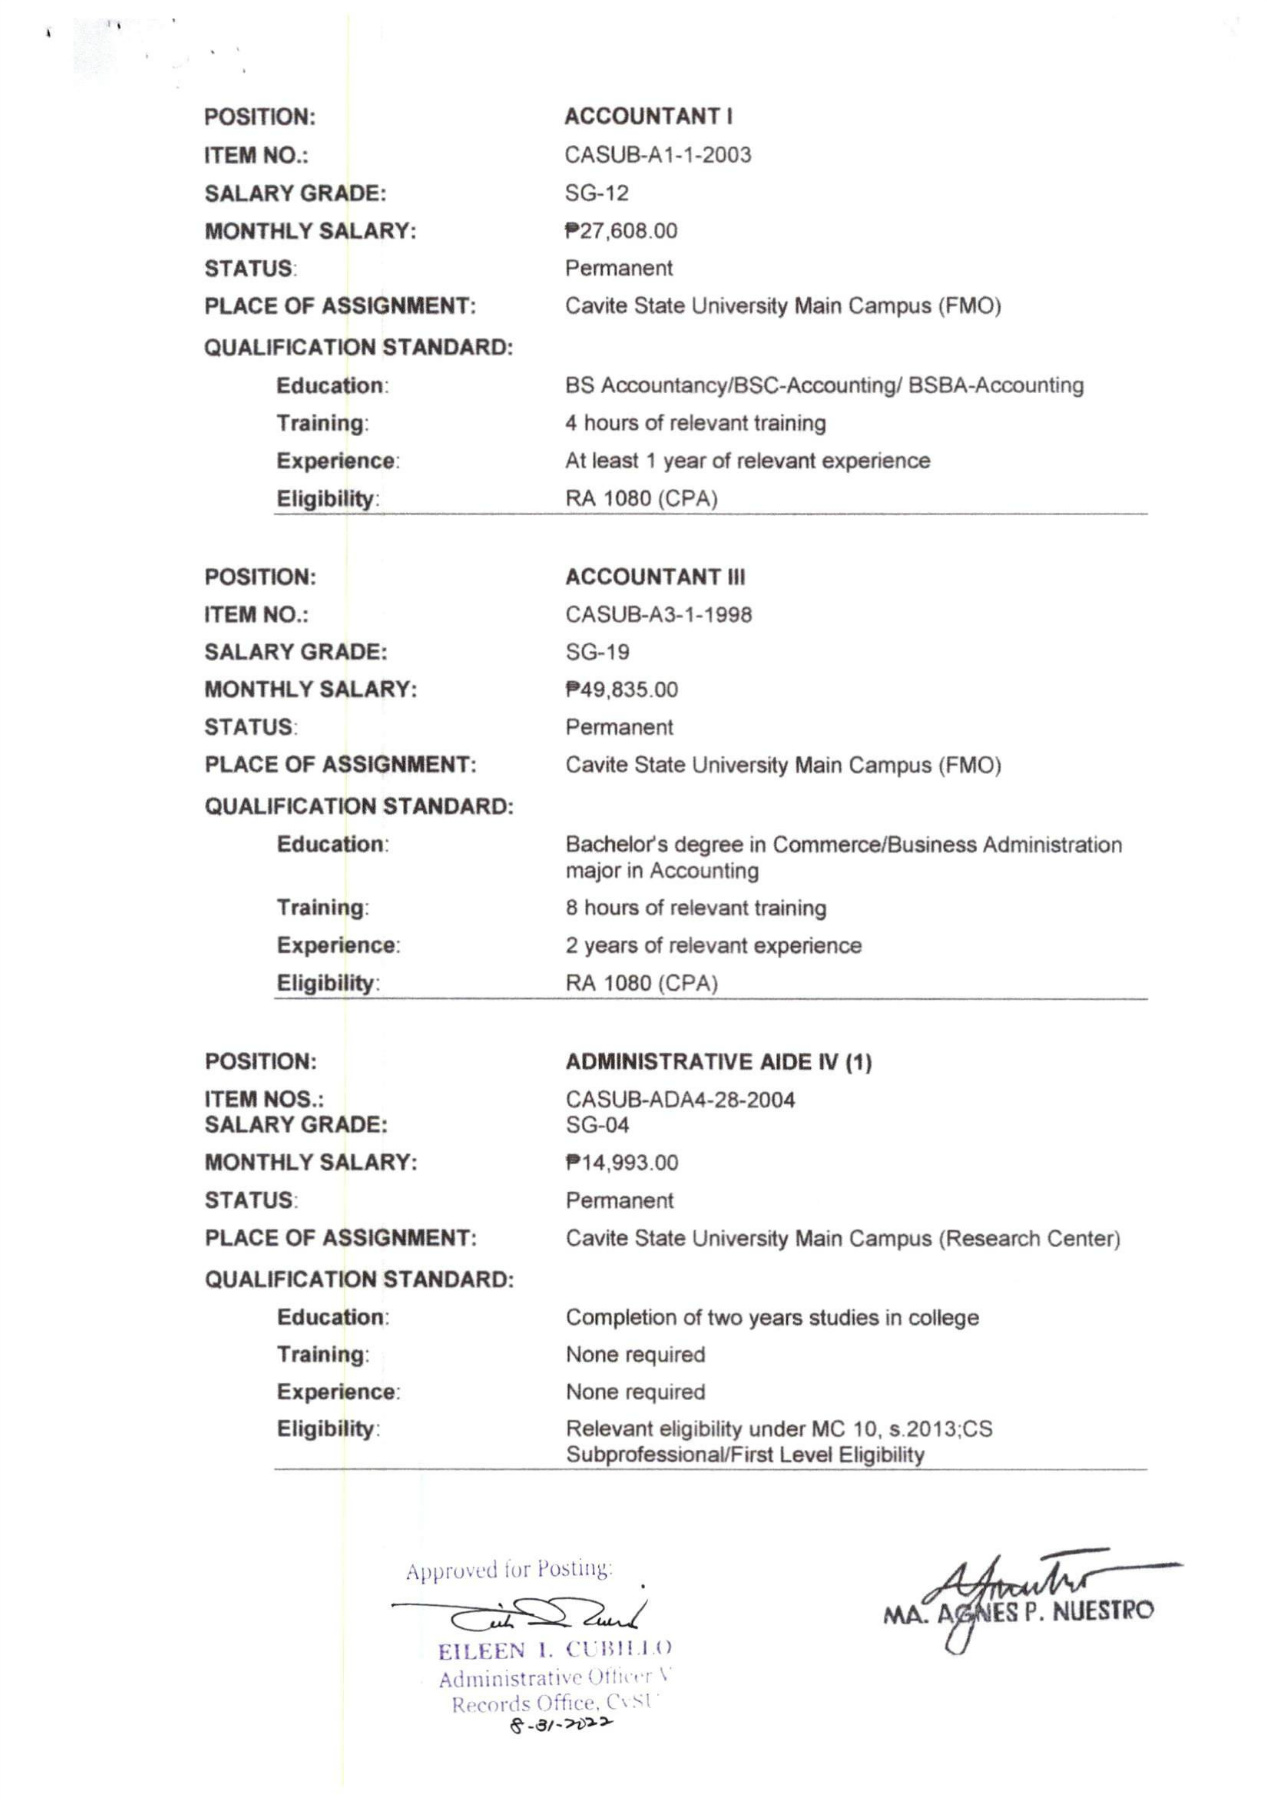 POSITION: ACCOUNTANT I
ITEM NO.: CASUB-A1-1-2003
SALARY GRADE: SG-12
MONTHLY SALARY: ₱27,608.00
STATUS: Permanent
PLACE OF ASSIGNMENT: Cavite State University Main Campus (FMO)
QUALIFICATION STANDARD:
Education: BS Accountancy/BSC-Accounting/ BSBA-Accounting
Training: 4 hours of relevant training
Experience: At least 1 year of relevant experience
Eligibility: RA 1080 (CPA)
POSITION: ACCOUNTANT III
ITEM NO.: CASUB-A3-1-1998
SALARY GRADE: SG-19
MONTHLY SALARY: ₱49,835.00
STATUS: Permanent
PLACE OF ASSIGNMENT: Cavite State University Main Campus (FMO)
QUALIFICATION STANDARD:
Education: Bachelor's degree in Commerce/Business Administration
major in Accounting
Training: 8 hours of relevant training
Experience: 2 years of relevant experience
Eligibility: RA 1080 (CPA)
POSITION: ADMINISTRATIVE AIDE IV (1)
ITEM NOS.: CASUB-ADA4-28-2004
SALARY GRADE: SG-04
MONTHLY SALARY: ₱14,993.00
STATUS: Permanent
PLACE OF ASSIGNMENT: Cavite State University Main Campus (Research Center)
QUALIFICATION STANDARD:
Education: Completion of two years studies in college
Training: None required
Experience: None required
Eligibility: Relevant eligibility under MC 10, s.2013;CS
Subprofessional/First Level Eligibility
Approved for Posting:
EILEEN I. CUBILLO
Administrative Officer V
Records Office, CvSU
8-31-2022
MA. AGNES P. NUESTRO